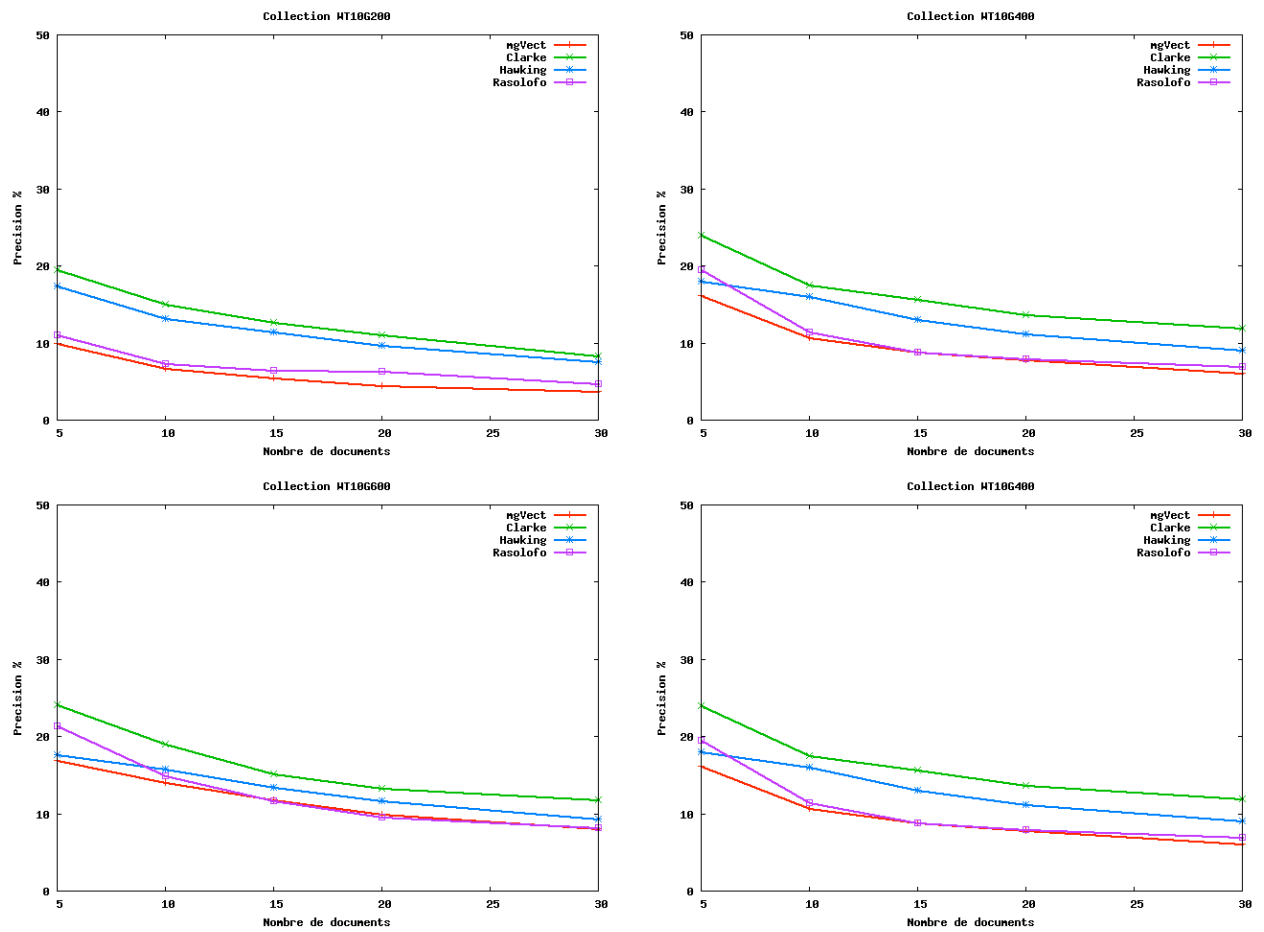 Collection WT10G200
50
40
30
20
10
0
Precision %
5 10 15 20 25 30
Nombre de documents
mgVect
Clarke
Hawking
Rasolofo
Collection WT10G400
50
40
30
20
10
0
Precision %
5 10 15 20 25 30
Nombre de documents
mgVect
Clarke
Hawking
Rasolofo
Collection WT10G600
50
40
30
20
10
0
Precision %
5 10 15 20 25 30
Nombre de documents
mgVect
Clarke
Hawking
Rasolofo
Collection WT10G400
50
40
30
20
10
0
Precision %
5 10 15 20 25 30
Nombre de documents
mgVect
Clarke
Hawking
Rasolofo